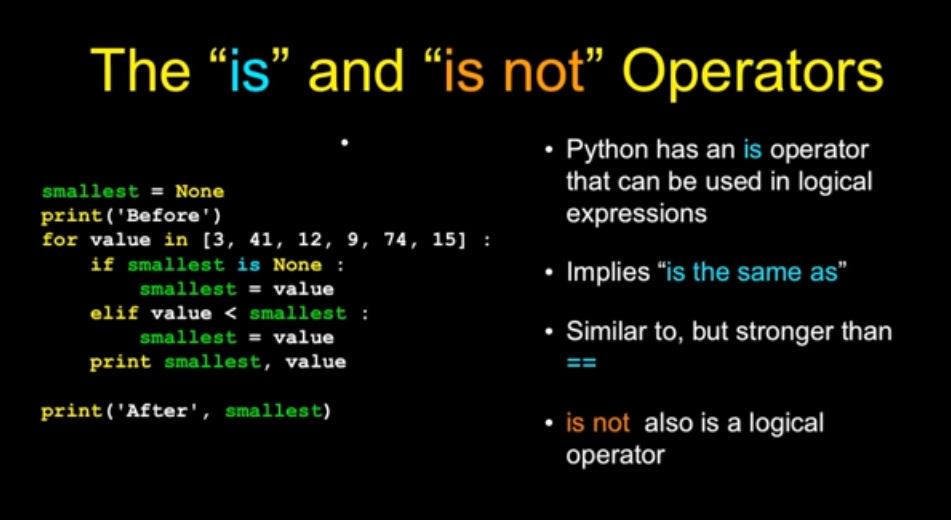 The “is” and “is not” Operators
smallest = None
print('Before')
for value in [3, 41, 12, 9, 74, 15] :
    if smallest is None :
        smallest = value
    elif value < smallest :
        smallest = value
    print smallest, value
print('After', smallest)
• Python has an is operator
that can be used in logical
expressions
• Implies “is the same as”
• Similar to, but stronger than
==
• is not also is a logical
operator